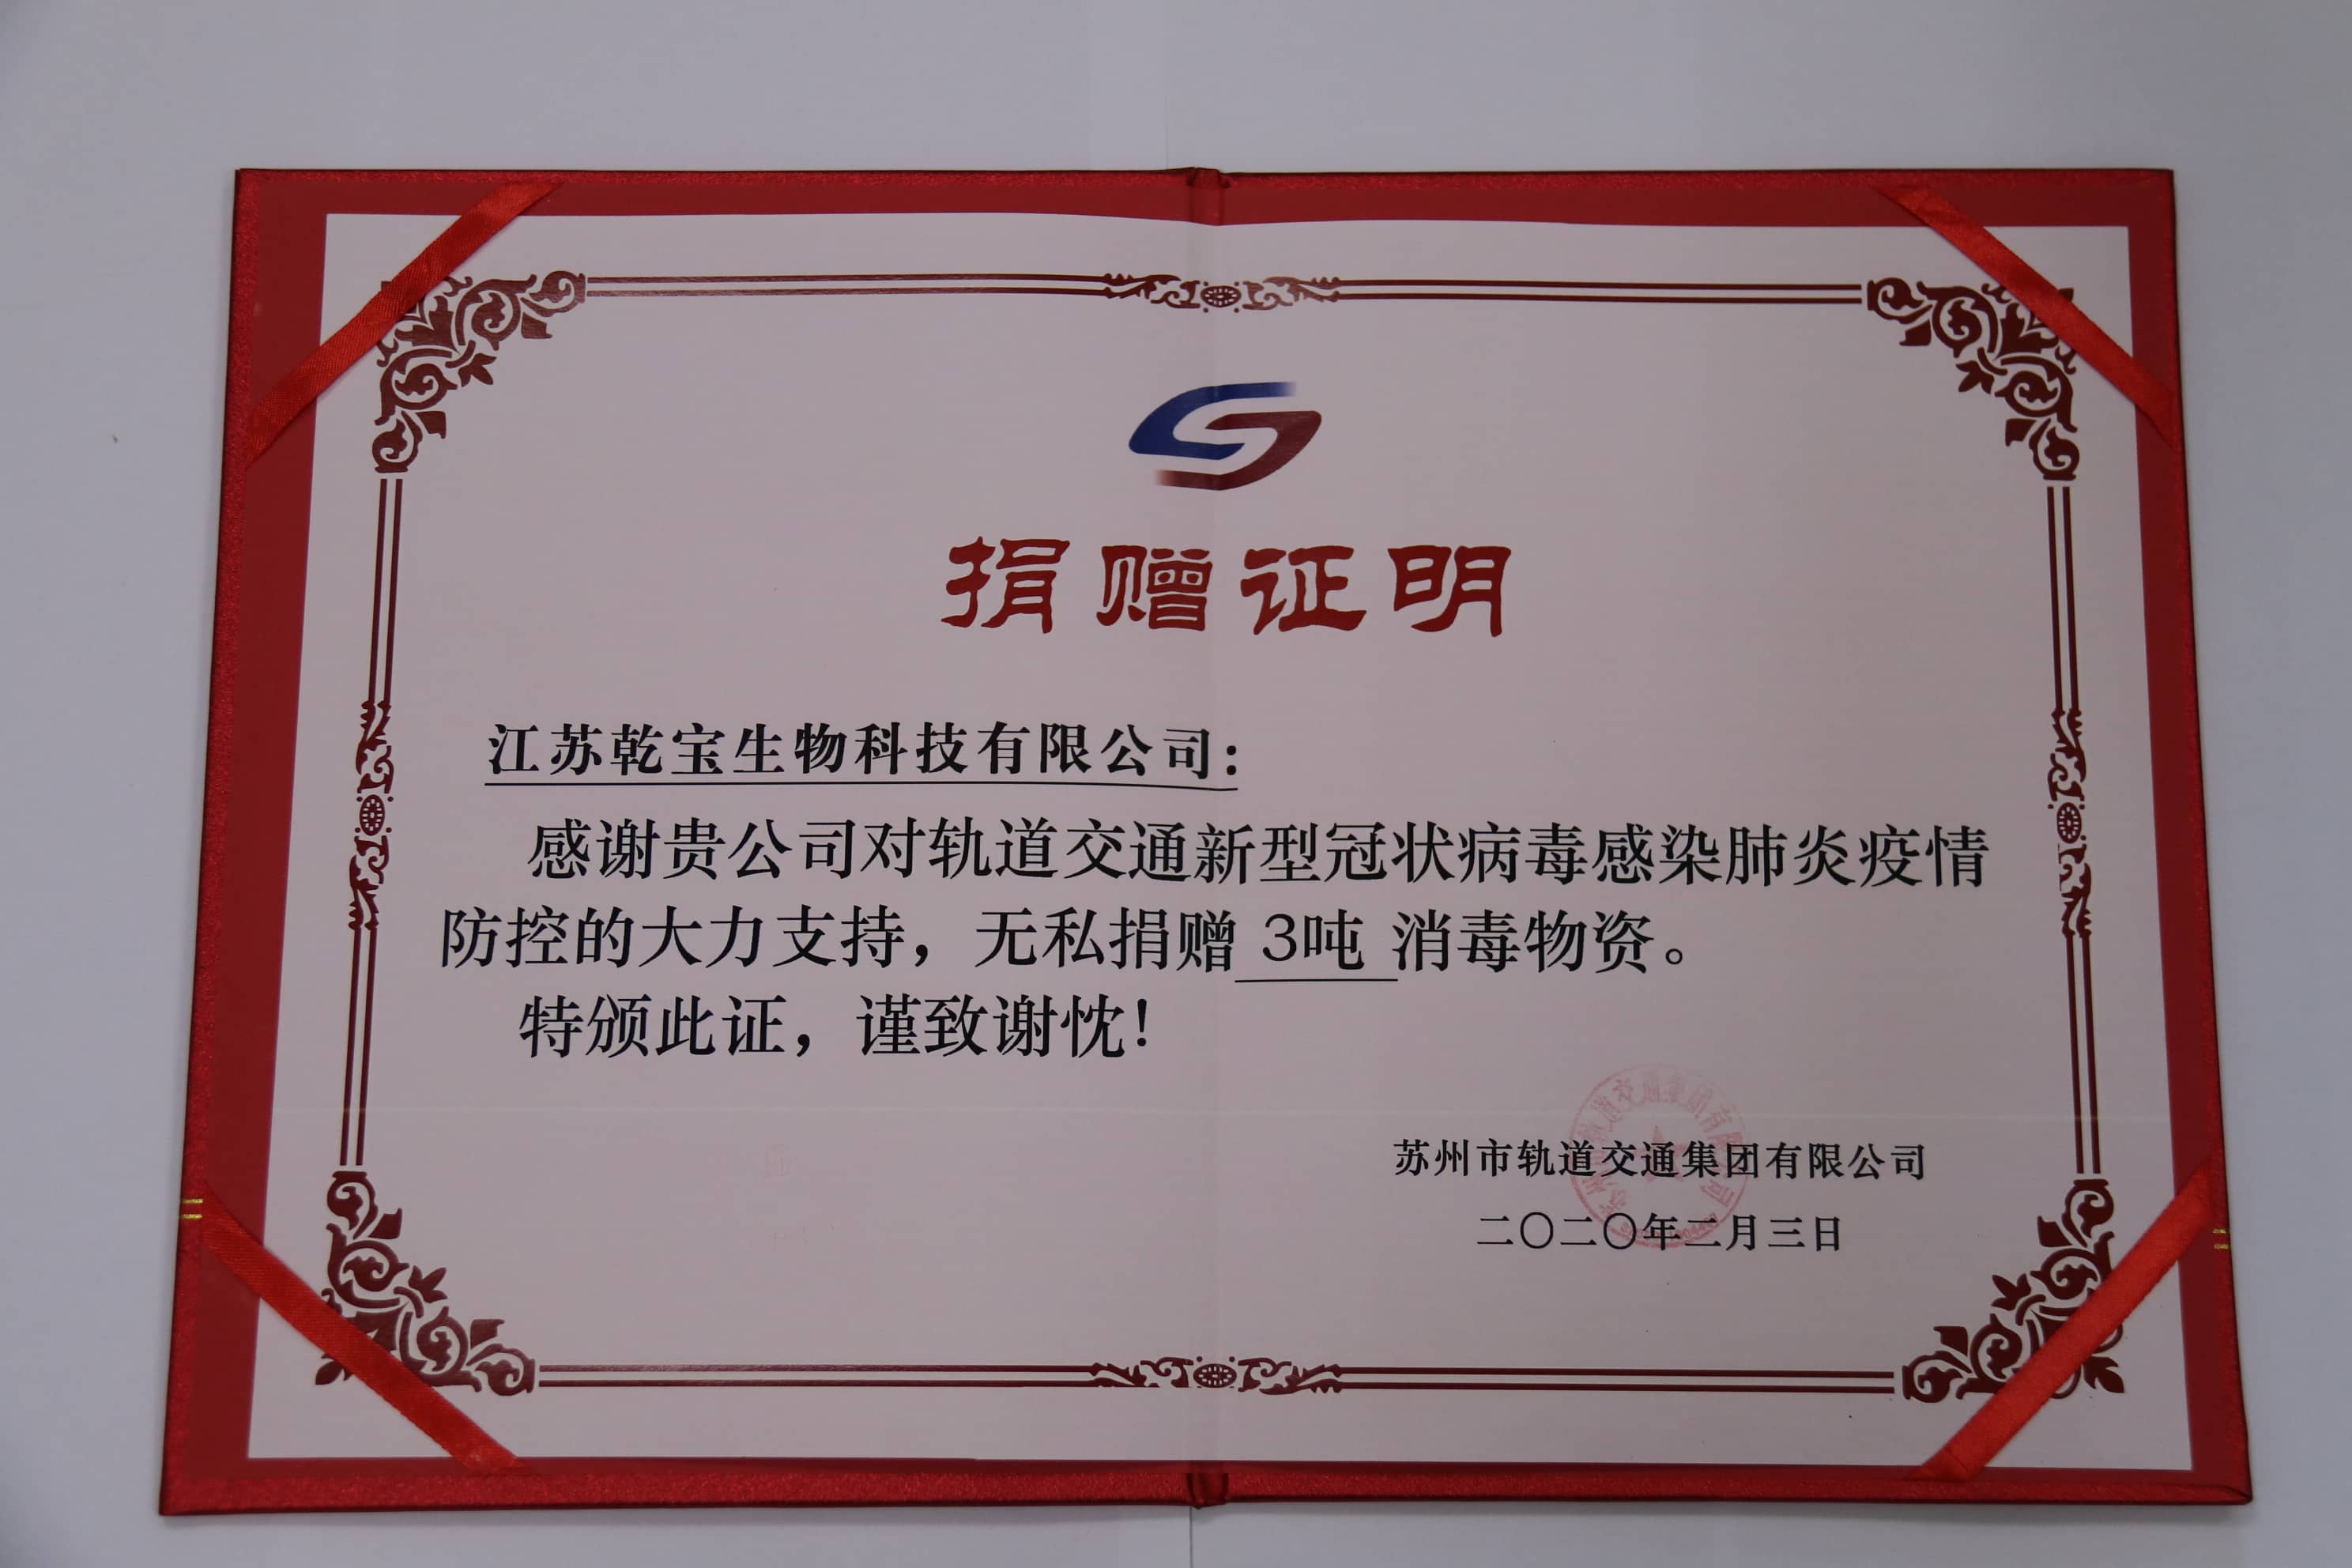 捐赠证明
江苏乾宝生物科技有限公司：
感谢贵公司对轨道交通新型冠状病毒感染肺炎疫情
防控的大力支持，无私捐赠 3吨 消毒物资。
特颁此证，谨致谢忱！
苏州市轨道交通集团有限公司
二〇二〇年二月三日